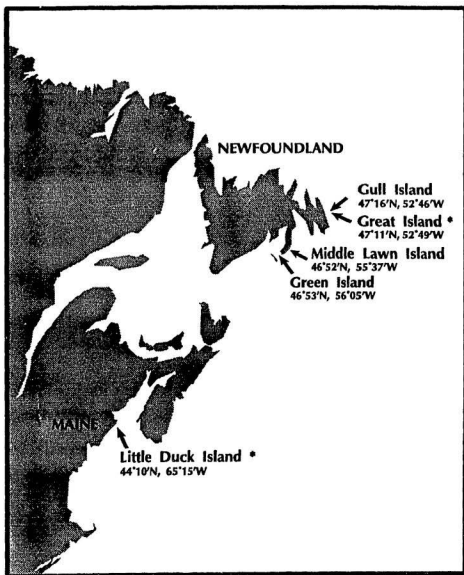 NEWFOUNDLAND
Gull Island
47°16'N, 52°46'W
Great Island *
47°11'N, 52°49'W
Middle Lawn Island
46°52'N, 55°37'W
Green Island
46°53'N, 56°05'W
MAINE
Little Duck Island *
44°10'N, 65°15'W